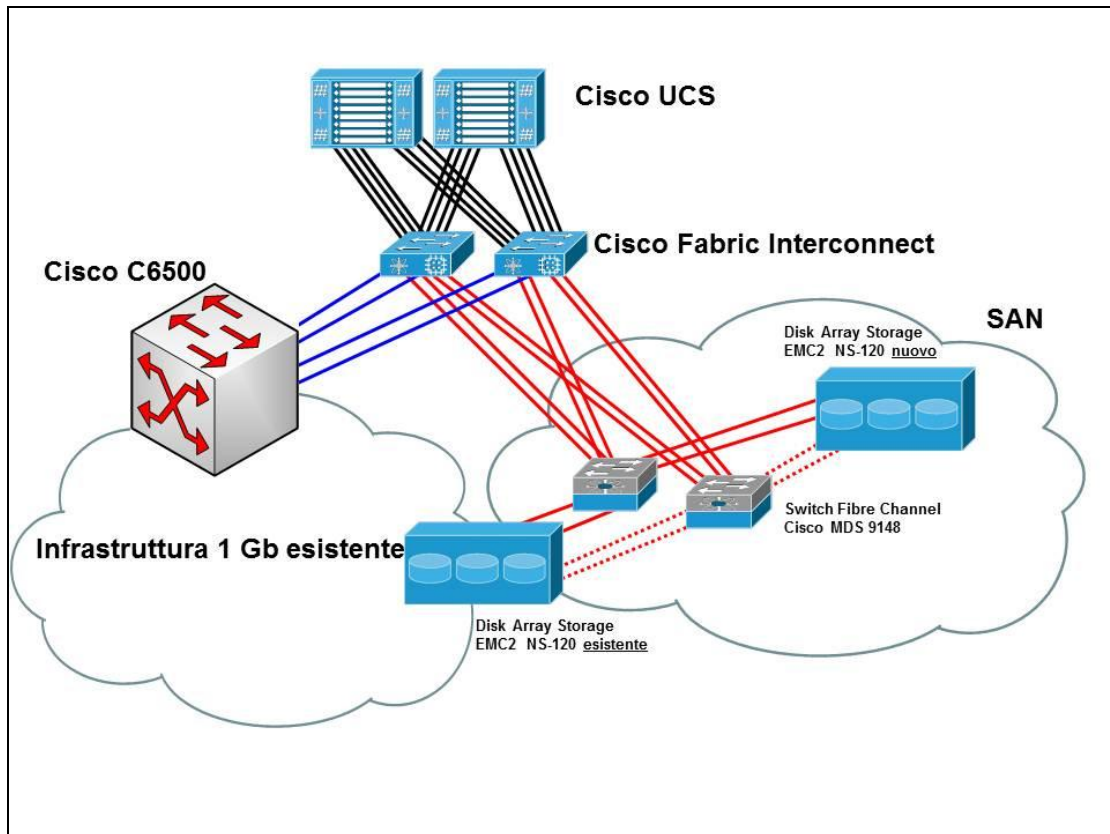 Cisco UCS
Cisco Fabric Interconnect
Cisco C6500
SAN
Disk Array Storage
EMC2 NS-120 nuovo
Switch Fibre Channel
Cisco MDS 9148
Infrastruttura 1 Gb esistente
Disk Array Storage
EMC2 NS-120 esistente